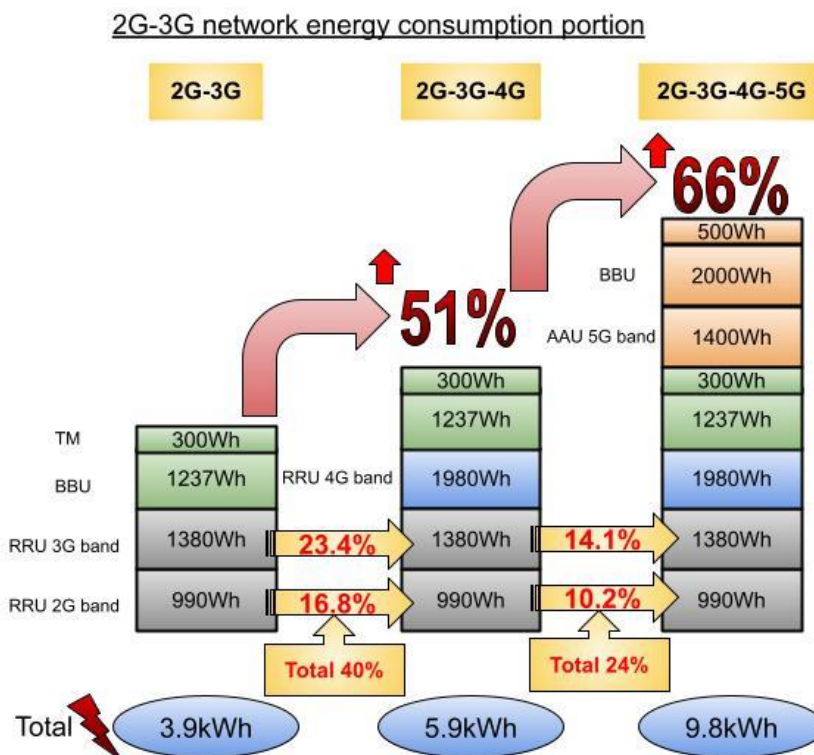 2G-3G network energy consumption portion
2G-3G
2G-3G-4G
2G-3G-4G-5G
66%
500Wh
BBU
2000Wh
51%
AAU 5G band
1400Wh
300Wh
300Wh
TM
300Wh
1237Wh
1237Wh
BBU
1237Wh
RRU 4G band
1980Wh
1980Wh
RRU 3G band
1380Wh
23.4%
1380Wh
14.1%
1380Wh
RRU 2G band
990Wh
16.8%
990Wh
10.2%
990Wh
Total 40%
Total 24%
Total
3.9kWh
5.9kWh
9.8kWh